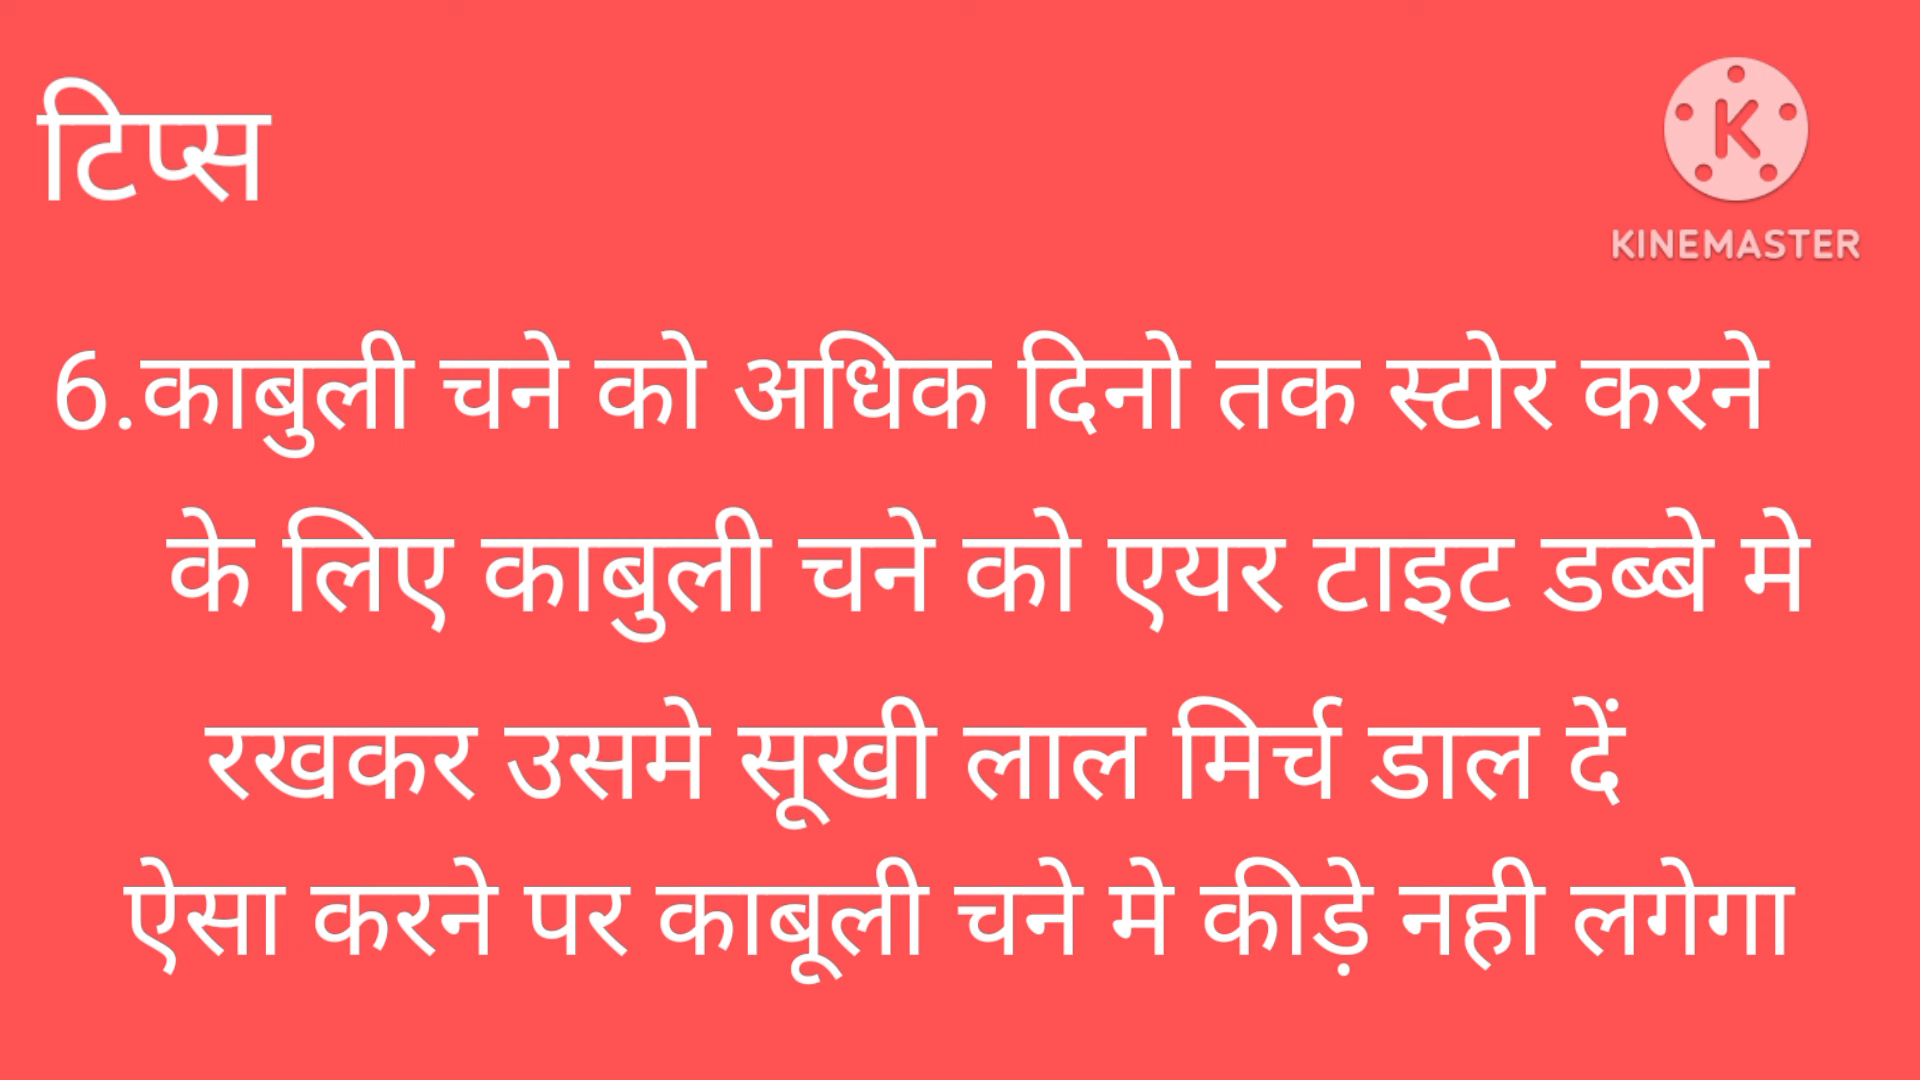 टिप्स
KINEMASTER
6.काबुली चने को अधिक दिनो तक स्टोर करने
के लिए काबुली चने को एयर टाइट डब्बे मे
रखकर उसमे सूखी लाल मिर्च डाल दें
ऐसा करने पर काबूली चने मे कीड़े नही लगेगा